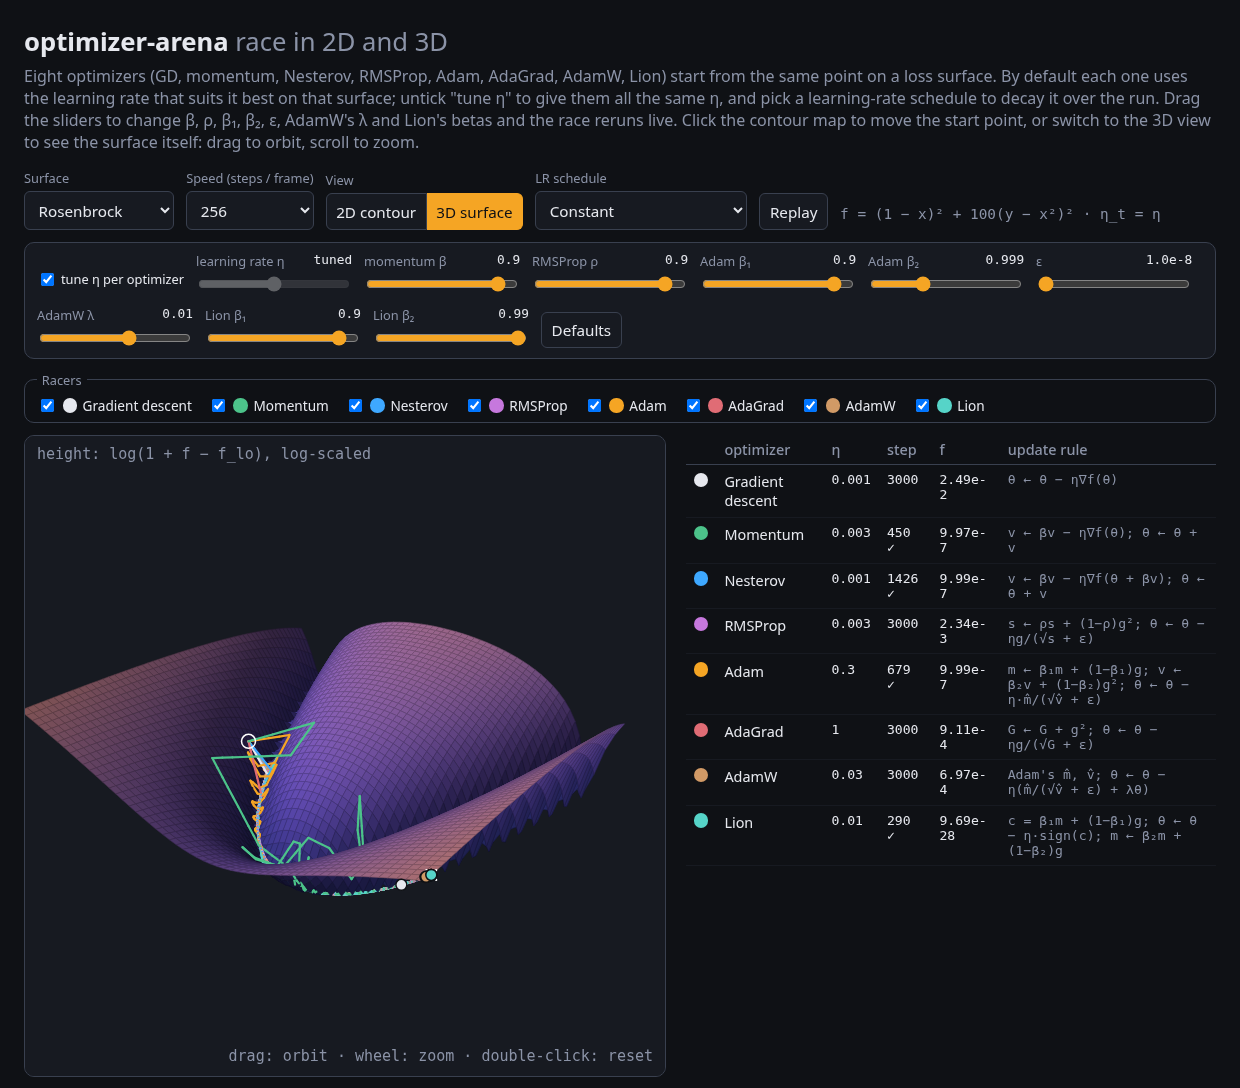 optimizer-arena race in 2D and 3D
Eight optimizers (GD, momentum, Nesterov, RMSProp, Adam, AdaGrad, AdamW, Lion) start from the same point on a loss surface. By default each one uses
the learning rate that suits it best on that surface; untick "tune η" to give them all the same η, and pick a learning-rate schedule to decay it over the run. Drag
the sliders to change β, ρ, β₁, β₂, ε, AdamW's λ and Lion's betas and the race reruns live. Click the contour map to move the start point, or switch to the 3D view
to see the surface itself: drag to orbit, scroll to zoom.
Surface Speed (steps / frame) View LR schedule
Rosenbrock 256 2D contour 3D surface Constant Replay f = (1 − x)² + 100(y − x²)² · η_t = η
tune η per optimizer learning rate η tuned momentum β 0.9 RMSProp ρ 0.9 Adam β₁ 0.9 Adam β₂ 0.999 ε 1.0e-8
AdamW λ 0.01 Lion β₁ 0.9 Lion β₂ 0.99 Defaults
Racers
Gradient descent Momentum Nesterov RMSProp Adam AdaGrad AdamW Lion
height: log(1 + f − f_lo), log-scaled
drag: orbit · wheel: zoom · double-click: reset
optimizer η step f update rule
Gradient 0.001 3000 2.49e- θ ← θ − η∇f(θ)
descent 2
Momentum 0.003 450 9.97e- v ← βv − η∇f(θ); θ ← θ +
✓ 7 v
Nesterov 0.001 1426 9.99e- v ← βv − η∇f(θ + βv); θ ←
✓ 7 θ + v
RMSProp 0.003 3000 2.34e- s ← ρs + (1−ρ)g²; θ ← θ −
3 ηg/(√s + ε)
Adam 0.3 679 9.99e- m ← β₁m + (1−β₁)g; v ←
✓ 7 β₂v + (1−β₂)g²; θ ← θ −
η·m̂/(√v̂ + ε)
AdaGrad 1 3000 9.11e- G ← G + g²; θ ← θ −
4 ηg/(√G + ε)
AdamW 0.03 3000 6.97e- Adam's m̂, v̂; θ ← θ −
4 η(m̂/(√v̂ + ε) + λθ)
Lion 0.01 290 9.69e- c = β₁m + (1−β₁)g; θ ← θ
✓ 28 − η·sign(c); m ← β₂m +
(1−β₂)g